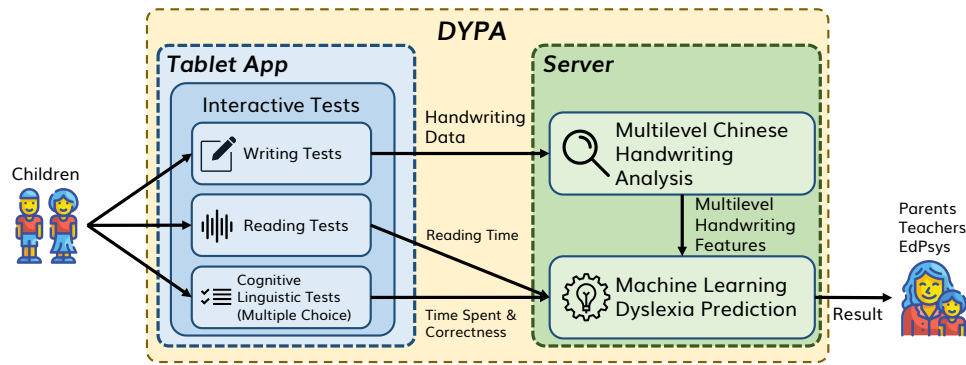 DYPA
Tablet App
Server
Interactive Tests
Children
Writing Tests
Reading Tests
Cognitive
Linguistic Tests
(Multiple Choice)
Handwriting
Data
Reading Time
Time Spent &
Correctness
Multilevel Chinese
Handwriting
Analysis
Multilevel
Handwriting
Features
Machine Learning
Dyslexia Prediction
Result
Parents
Teachers
EdPsys